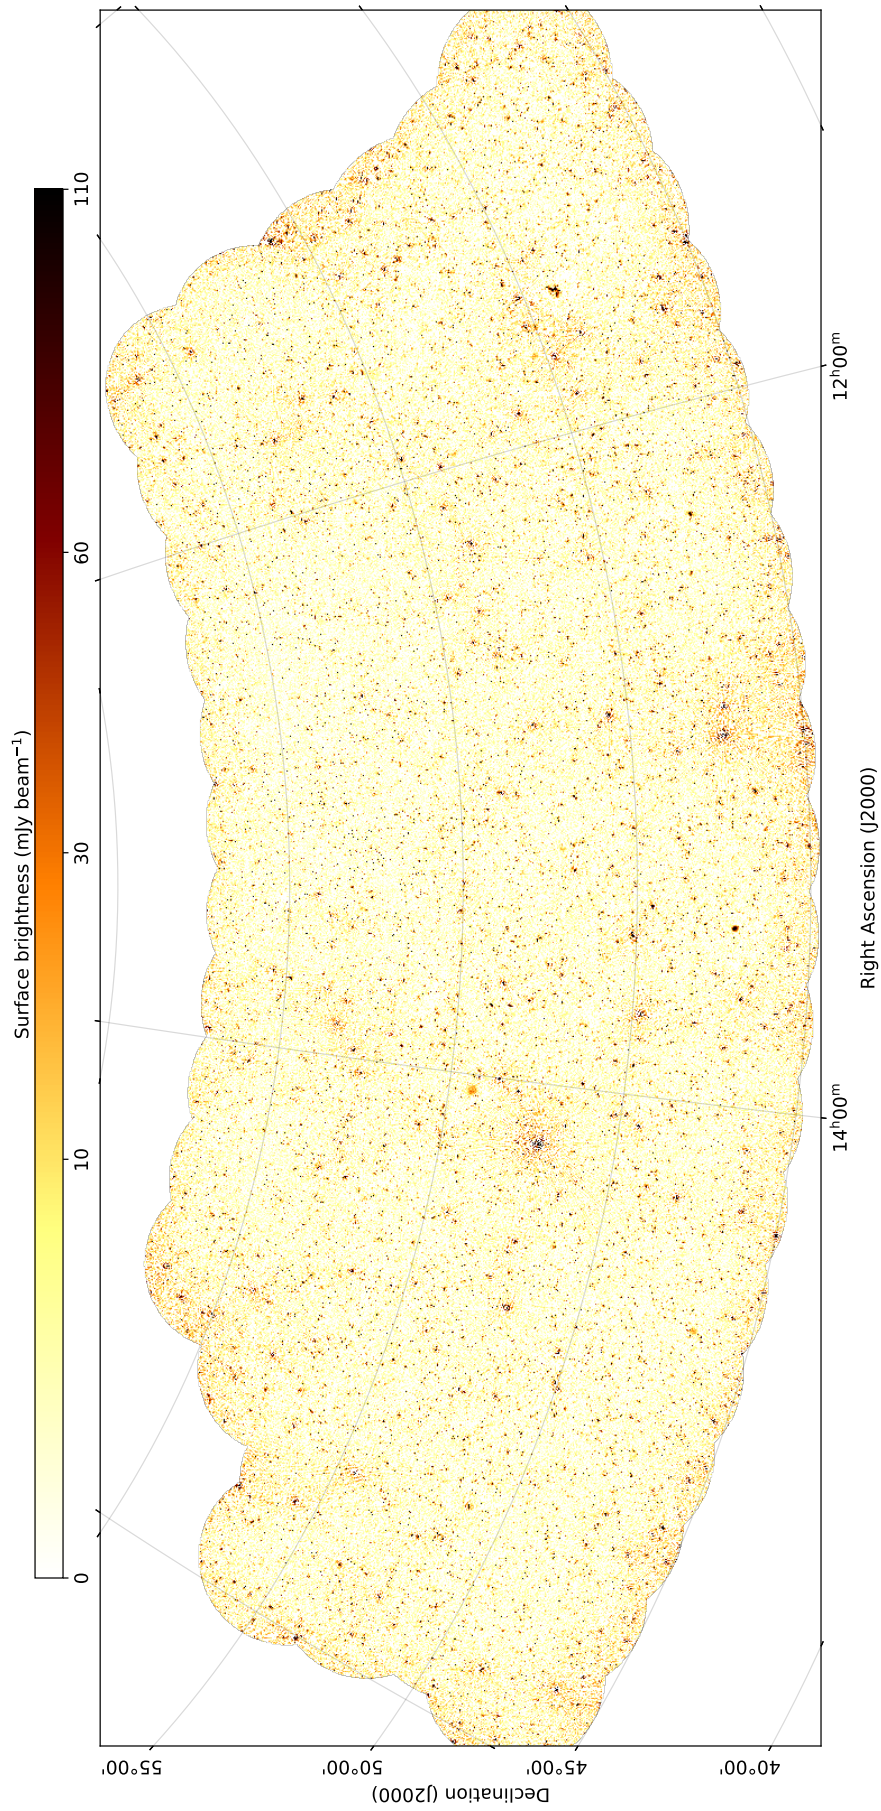 Surface brightness (mJy beam⁻¹)
0
10
30
60
110
55°00'
50°00'
45°00'
40°00'
Declination (J2000)
14ʰ00ᵐ
12ʰ00ᵐ
Right Ascension (J2000)